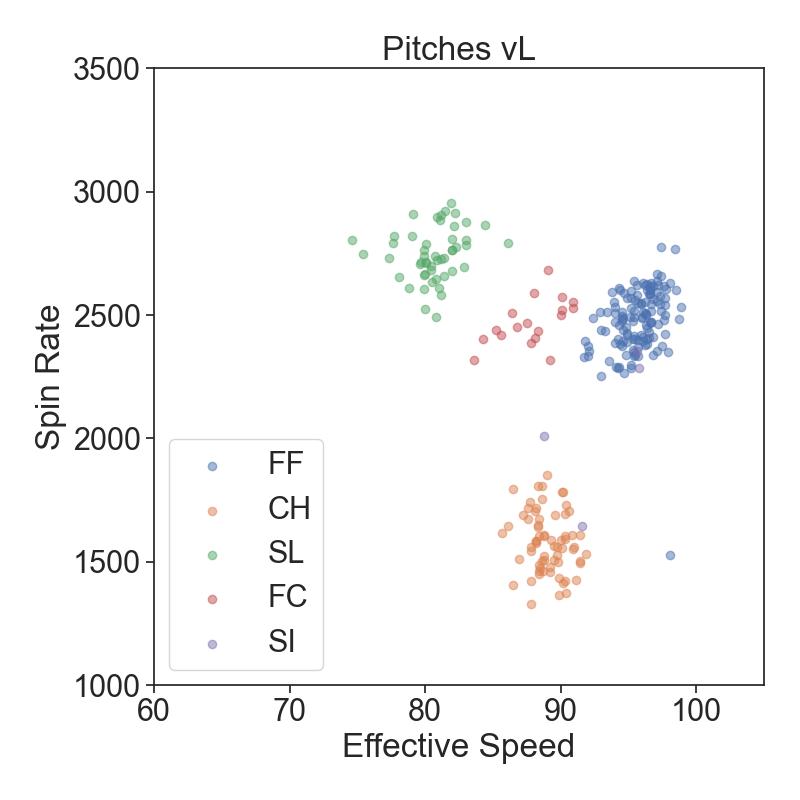 Pitches vL
3500
3000
2500
2000
1500
1000
Spin Rate
FF
CH
SL
FC
SI
60 70 80 90 100
Effective Speed